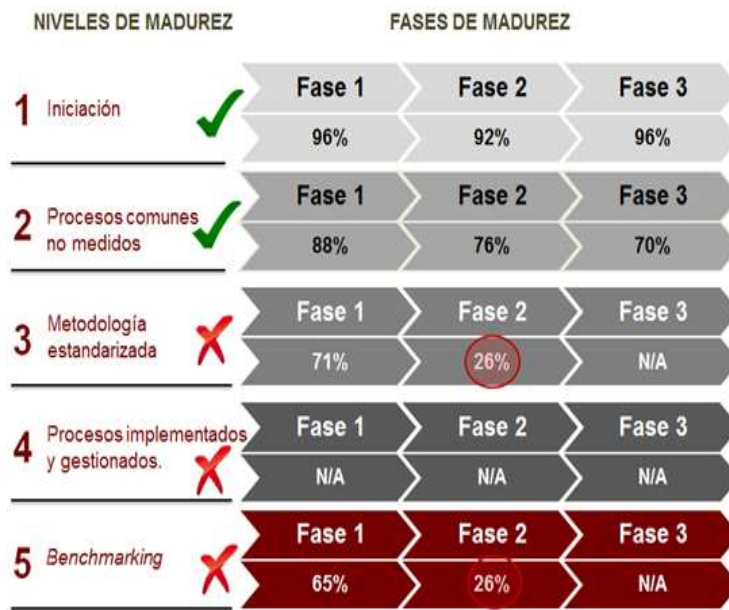 NIVELES DE MADUREZ
FASES DE MADUREZ
1 Iniciación
Fase 1 Fase 2 Fase 3
96% 92% 96%
2 Procesos comunes
no medidos
Fase 1 Fase 2 Fase 3
88% 76% 70%
3 Metodología
estandarizada
Fase 1 Fase 2 Fase 3
71% 26% N/A
4 Procesos implementados
y gestionados.
Fase 1 Fase 2 Fase 3
N/A N/A N/A
5 Benchmarking
Fase 1 Fase 2 Fase 3
65% 26% N/A